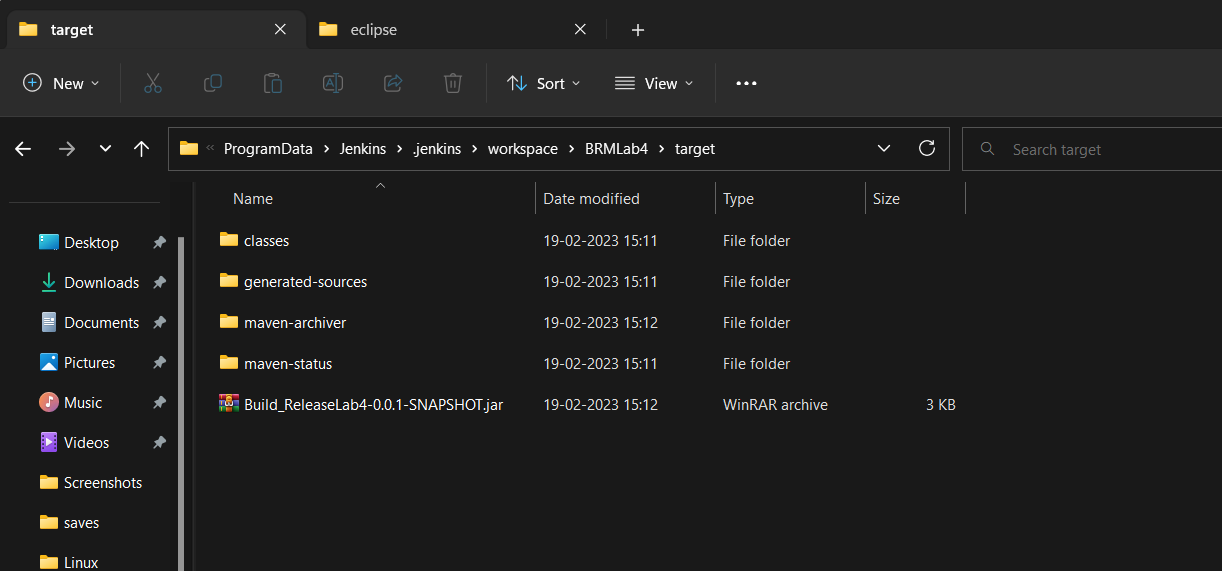 target
eclipse
New
Sort
View
ProgramData
Jenkins
.jenkins
workspace
BRMLab4
target
Search target
Name
Date modified
Type
Size
Desktop
Downloads
Documents
Pictures
Music
Videos
Screenshots
saves
Linux
classes 19-02-2023 15:11 File folder
generated-sources 19-02-2023 15:11 File folder
maven-archiver 19-02-2023 15:12 File folder
maven-status 19-02-2023 15:11 File folder
Build_ReleaseLab4-0.0.1-SNAPSHOT.jar 19-02-2023 15:12 WinRAR archive 3 KB